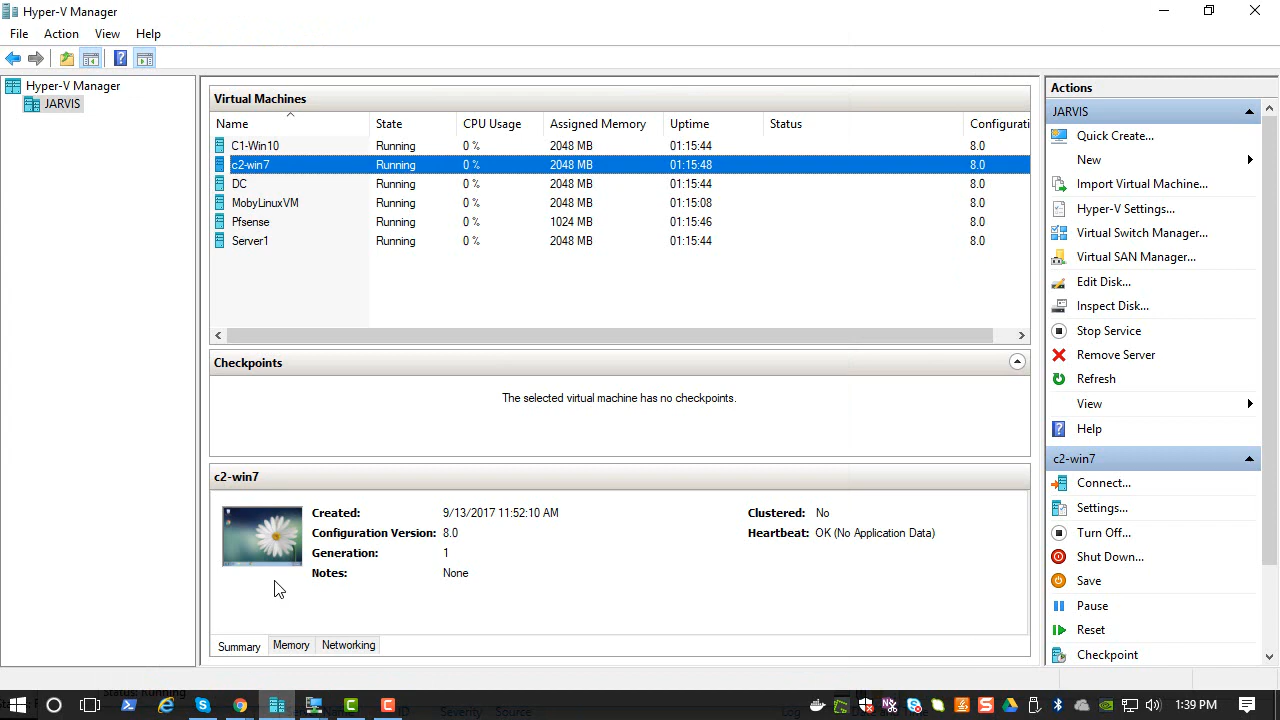 Hyper-V Manager
File Action View Help
Hyper-V Manager
JARVIS
Virtual Machines
Name State CPU Usage Assigned Memory Uptime Status Configurati
C1-Win10 Running 0 % 2048 MB 01:15:44 8.0
c2-win7 Running 0 % 2048 MB 01:15:48 8.0
DC Running 0 % 2048 MB 01:15:44 8.0
MobyLinuxVM Running 0 % 2048 MB 01:15:08 8.0
Pfsense Running 0 % 1024 MB 01:15:46 8.0
Server1 Running 0 % 2048 MB 01:15:44 8.0
Checkpoints
The selected virtual machine has no checkpoints.
c2-win7
Created: 9/13/2017 11:52:10 AM Clustered: No
Configuration Version: 8.0 Heartbeat: OK (No Application Data)
Generation: 1
Notes: None
Summary Memory Networking
Actions
JARVIS
Quick Create...
New
Import Virtual Machine...
Hyper-V Settings...
Virtual Switch Manager...
Virtual SAN Manager...
Edit Disk...
Inspect Disk...
Stop Service
Remove Server
Refresh
View
Help
c2-win7
Connect...
Settings...
Turn Off...
Shut Down...
Save
Pause
Reset
Checkpoint
Status: Running
ID Severity Source Log
1:39 PM